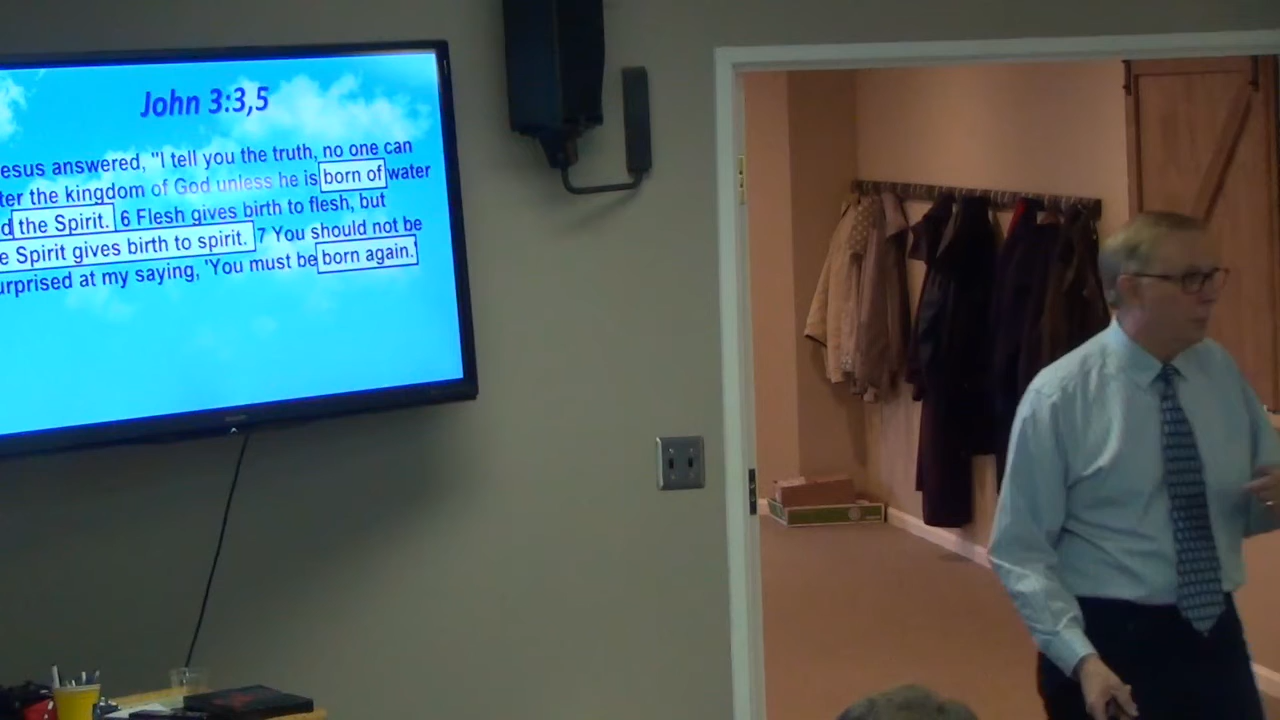 John 3:3,5
esus answered, "I tell you the truth, no one can
ter the kingdom of God unless he is born of water
d the Spirit. 6 Flesh gives birth to flesh, but
e Spirit gives birth to spirit. 7 You should not be
urprised at my saying, 'You must be born again.